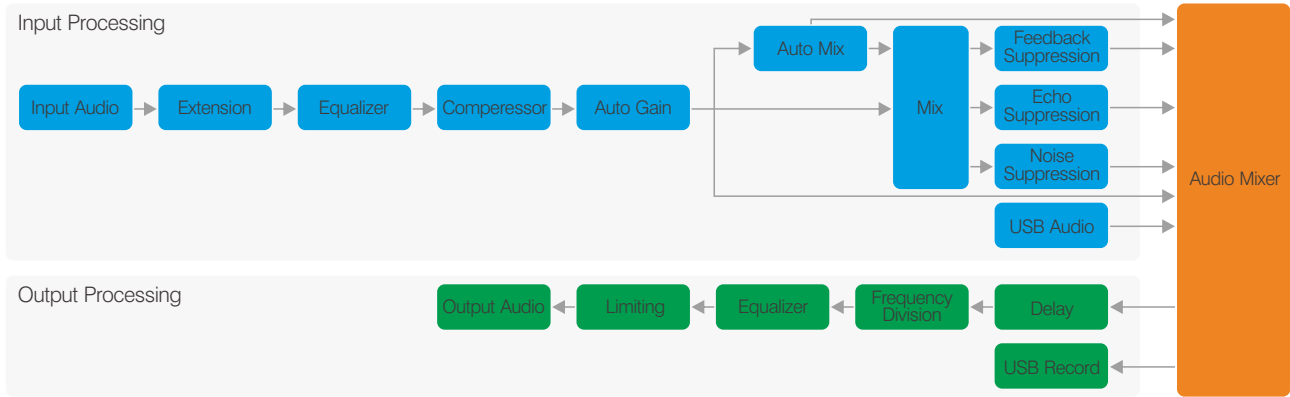 Input Processing
Auto Mix
Feedback
Suppression
Input Audio
Extension
Equalizer
Comperessor
Auto Gain
Mix
Echo
Suppression
Noise
Suppression
USB Audio
Audio Mixer
Output Processing
Output Audio
Limiting
Equalizer
Frequency
Division
Delay
USB Record